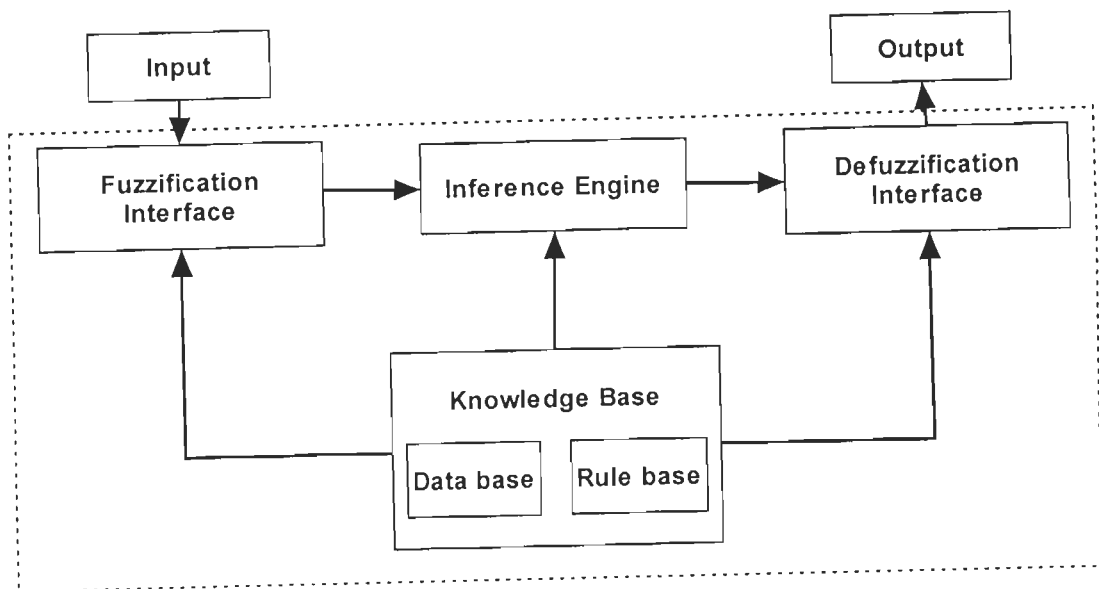 Input
Output
Fuzzification
Interface
Inference Engine
Defuzzification
Interface
Knowledge Base
Data base
Rule base